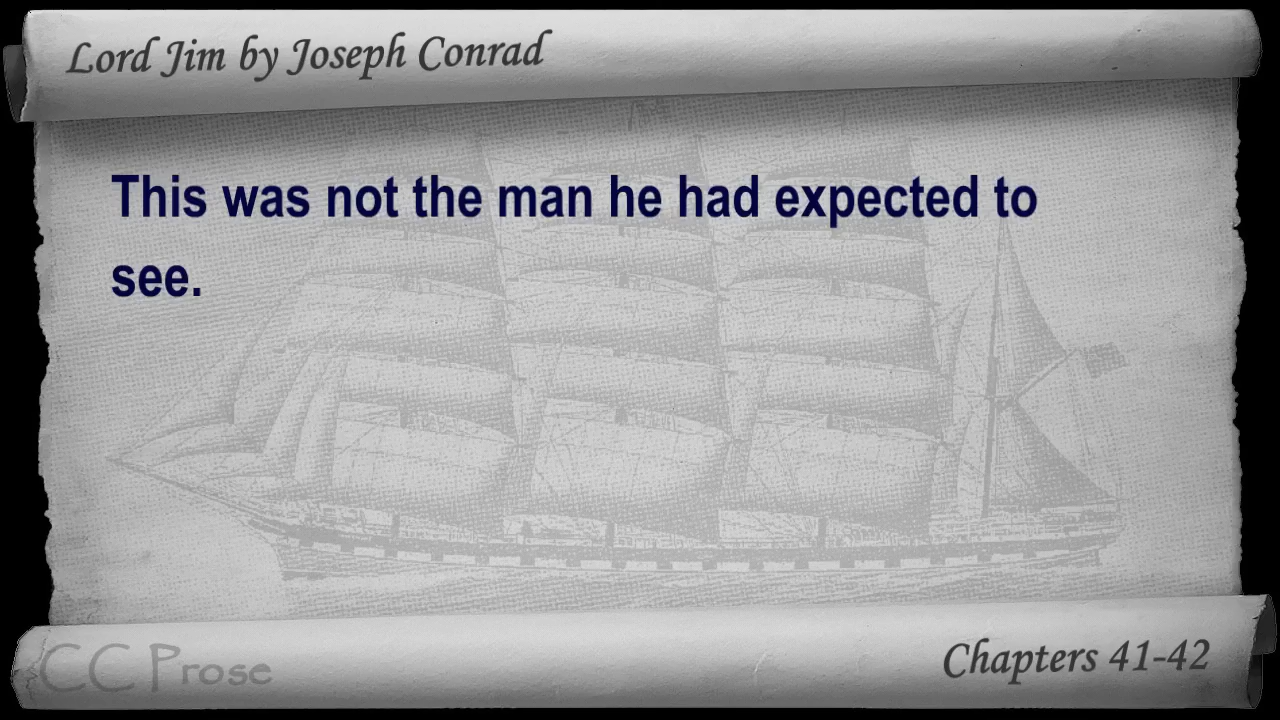 Lord Jim by Joseph Conrad
This was not the man he had expected to
see.
CC Prose
Chapters 41-42